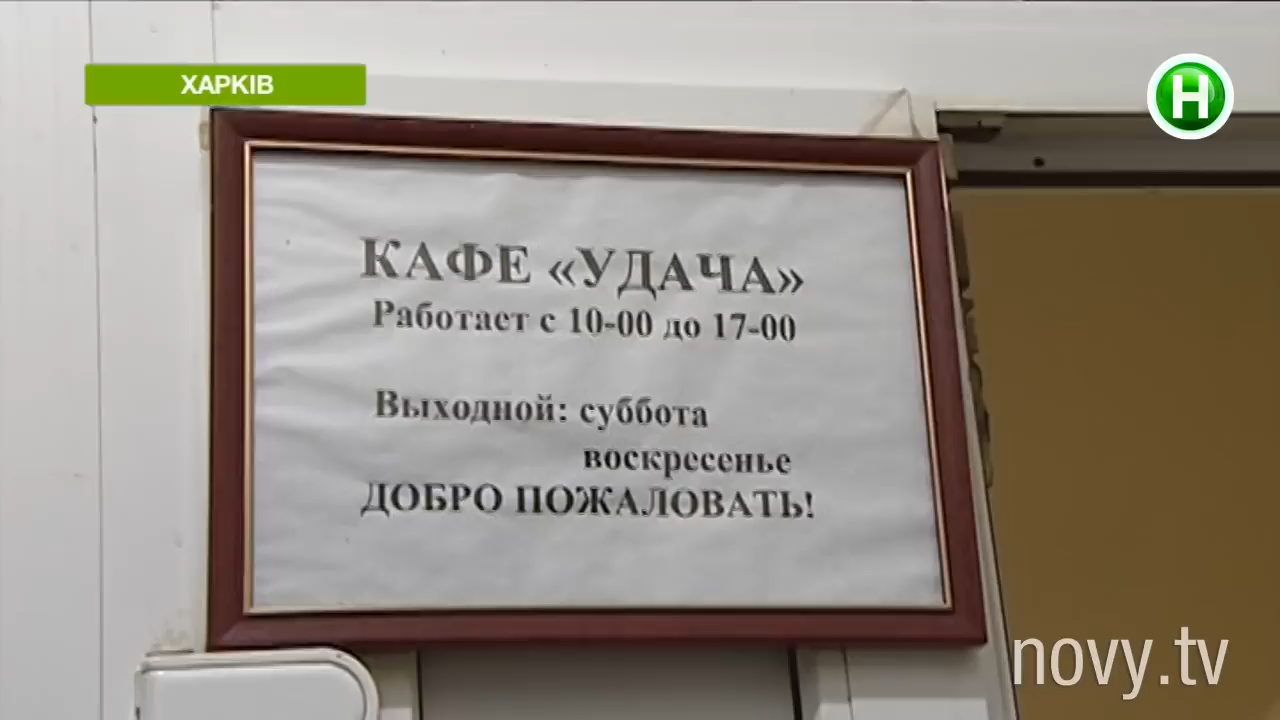 ХАРКІВ
Н
КАФЕ «УДАЧА»
Работает с 10-00 до 17-00
Выходной: суббота
воскресенье
ДОБРО ПОЖАЛОВАТЬ!
novy.tv